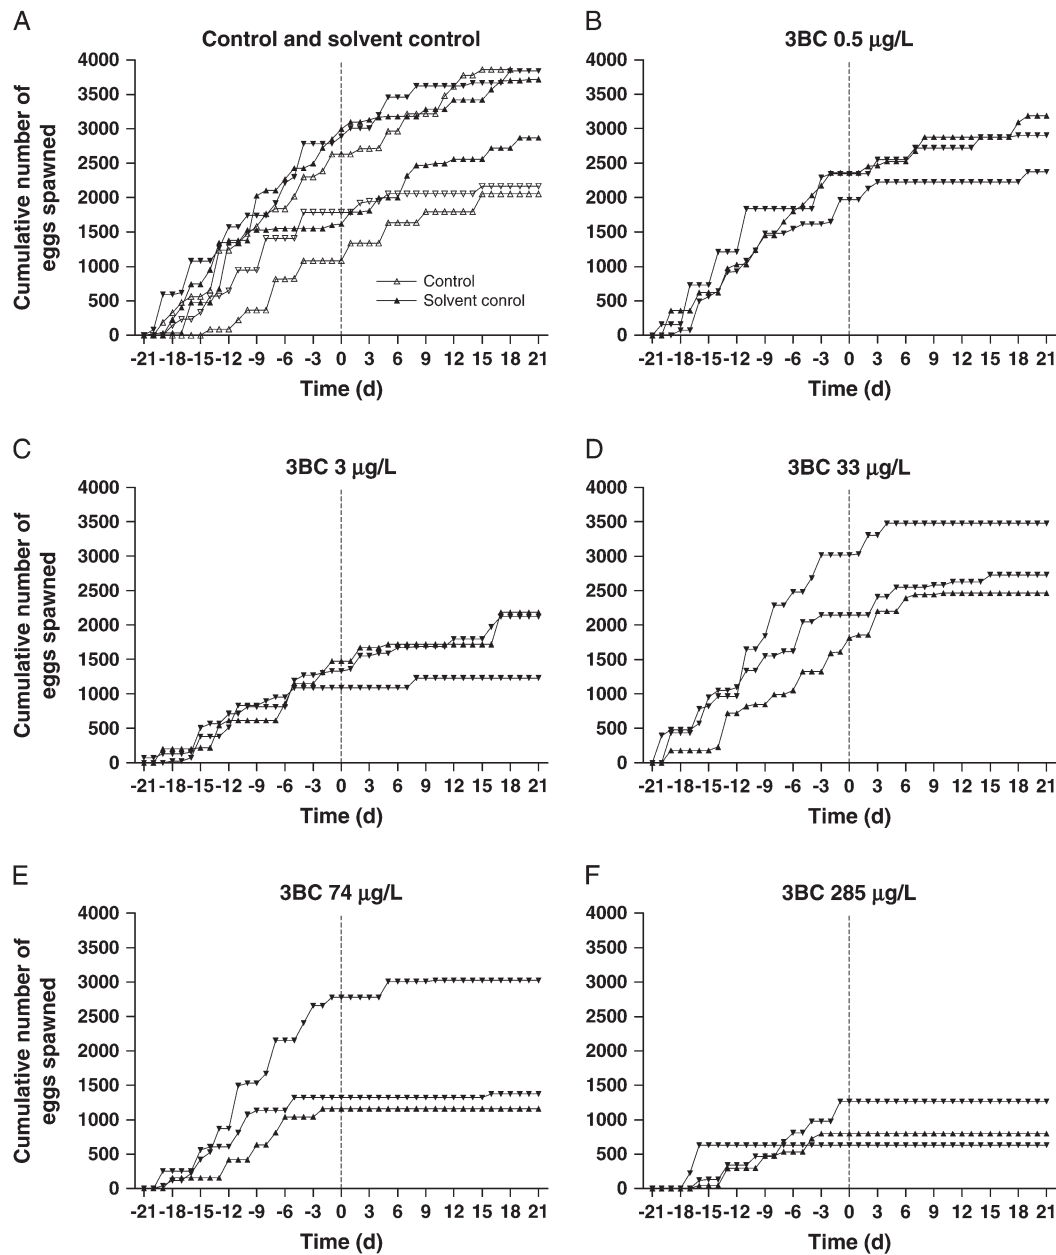 A
Control and solvent control
Cumulative number of
eggs spawned
4000
3500
3000
2500
2000
1500
1000
500
0
Control
Solvent conrol
-21 -18 -15 -12 -9 -6 -3 0 3 6 9 12 15 18 21
Time (d)
B
3BC 0.5 µg/L
4000
3500
3000
2500
2000
1500
1000
500
0
-21 -18 -15 -12 -9 -6 -3 0 3 6 9 12 15 18 21
Time (d)
C
3BC 3 µg/L
Cumulative number of
eggs spawned
4000
3500
3000
2500
2000
1500
1000
500
0
-21 -18 -15 -12 -9 -6 -3 0 3 6 9 12 15 18 21
Time (d)
D
3BC 33 µg/L
4000
3500
3000
2500
2000
1500
1000
500
0
-21 -18 -15 -12 -9 -6 -3 0 3 6 9 12 15 18 21
Time (d)
E
3BC 74 µg/L
Cumulative number of
eggs spawned
4000
3500
3000
2500
2000
1500
1000
500
0
-21 -18 -15 -12 -9 -6 -3 0 3 6 9 12 15 18 21
Time (d)
F
3BC 285 µg/L
4000
3500
3000
2500
2000
1500
1000
500
0
-21 -18 -15 -12 -9 -6 -3 0 3 6 9 12 15 18 21
Time (d)